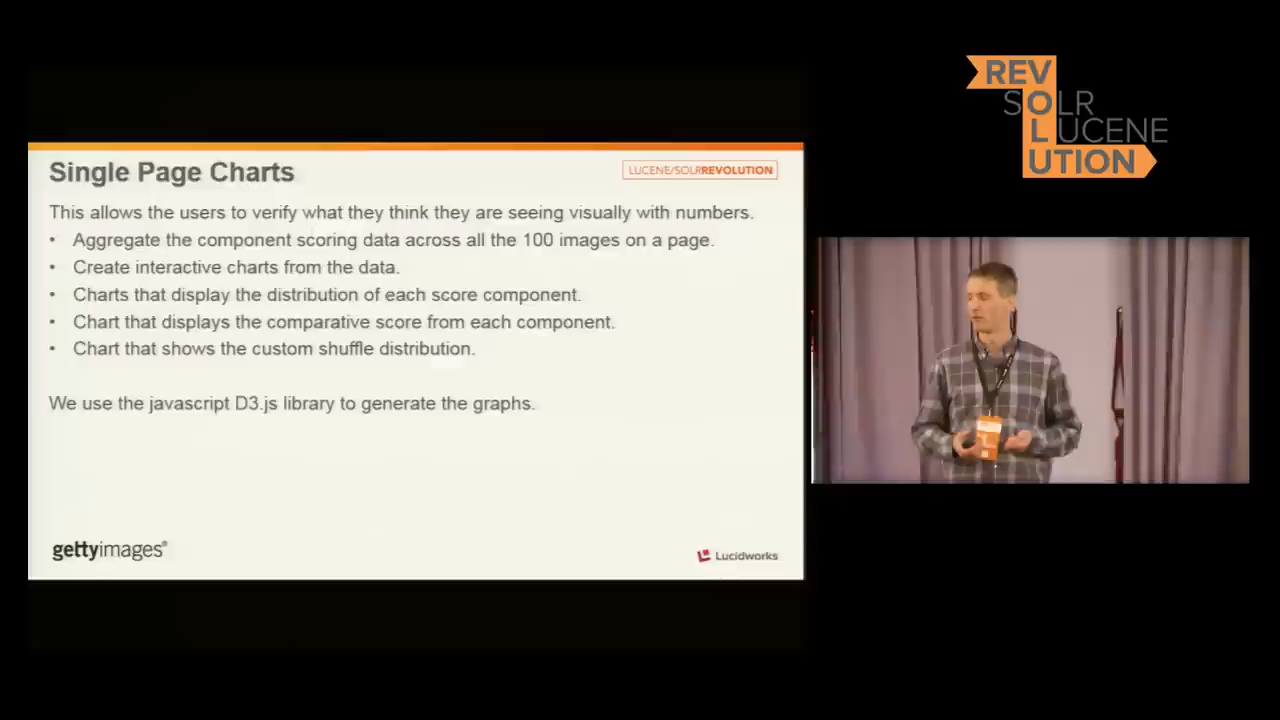 Single Page Charts
LUCENE/SOLRREVOLUTION
This allows the users to verify what they think they are seeing visually with numbers.
• Aggregate the component scoring data across all the 100 images on a page.
• Create interactive charts from the data.
• Charts that display the distribution of each score component.
• Chart that displays the comparative score from each component.
• Chart that shows the custom shuffle distribution.
We use the javascript D3.js library to generate the graphs.
gettyimages®
Lucidworks
REV
SOLR
LUCENE
UTION